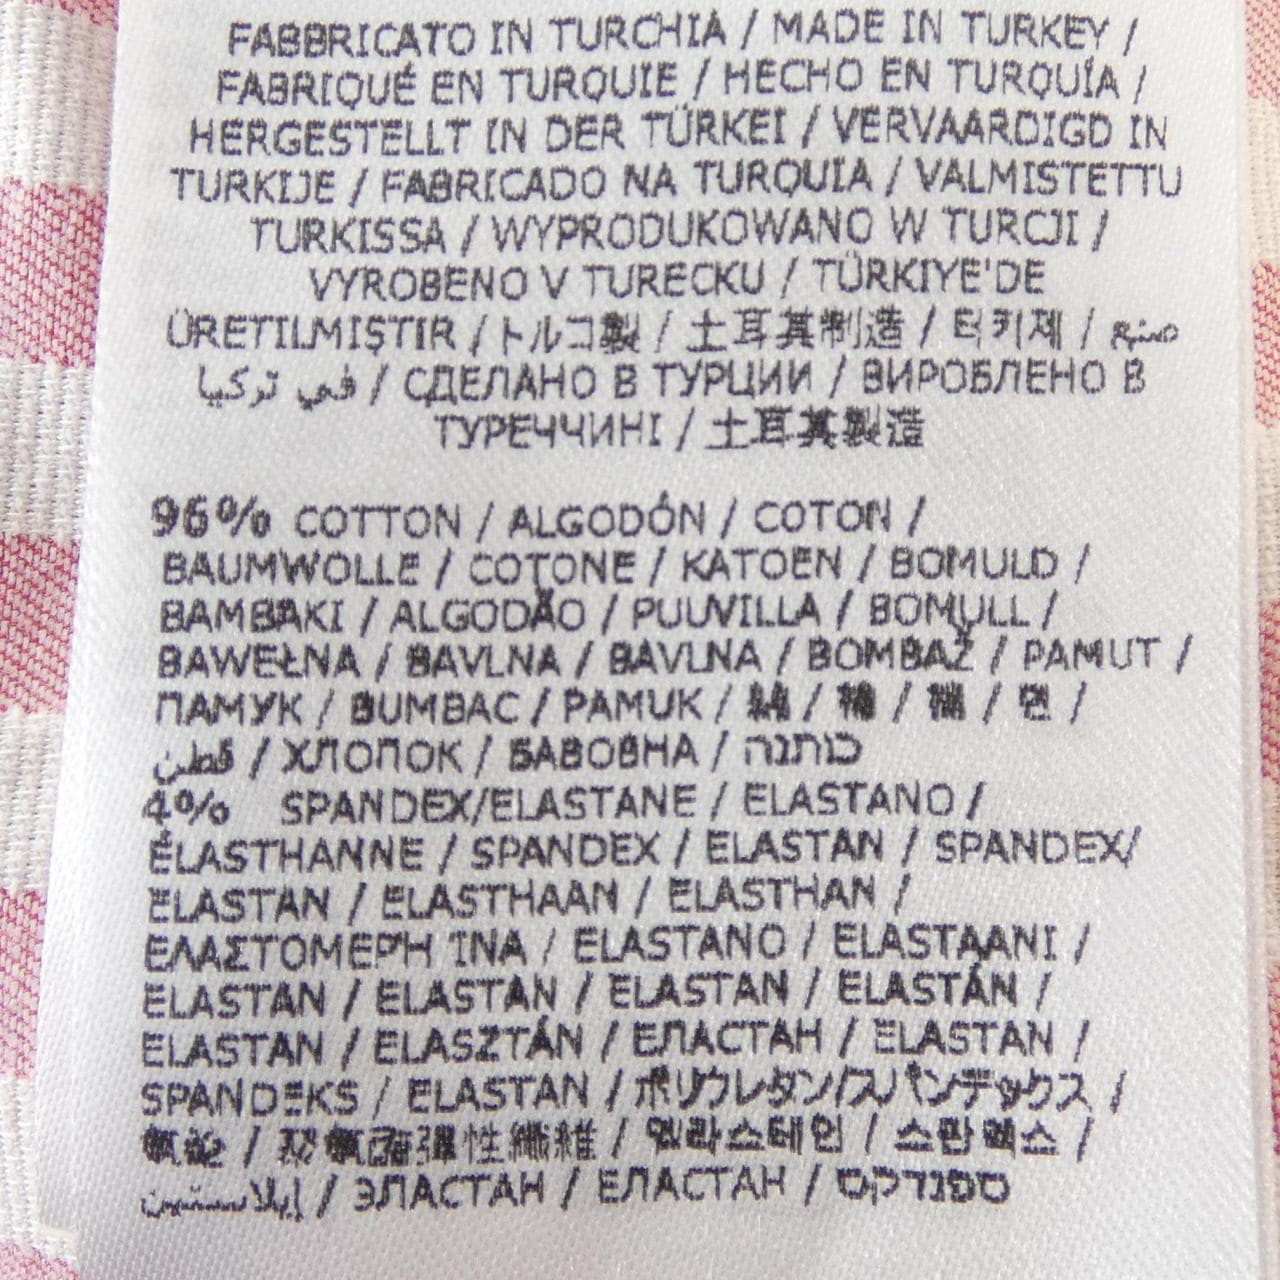 FABBRICATO IN TURCHIA / MADE IN TURKEY /
FABRIQUÉ EN TURQUIE / HECHO EN TURQUÍA /
HERGESTELLT IN DER TÜRKEI / VERVAARDIGD IN
TURKIJE / FABRICADO NA TURQUIA / VALMISTETTU
TURKISSA / WYPRODUKOWANO W TURCJI /
VYROBENO V TURECKU / TÜRKIYE'DE
ÜRETILMIŞTIR / トルコ製 / 土耳其制造 / 터키제 / صنع
في تركيا / СДЕЛАНО В ТУРЦИИ / ВИРОБЛЕНО В
ТУРЕЧЧИНІ / 土耳其製造
96% COTTON / ALGODÓN / COTON /
BAUMWOLLE / COTONE / KATOEN / BOMULD /
BAMBAKI / ALGODÃO / PUUVILLA / BOMULL /
BAWEŁNA / BAVLNA / BAVLNA / BOMBAŽ / PAMUT /
ПАМУК / BUMBAC / PAMUK / 綿 / 棉 / 棉 / 면 /
قطن / ХЛОПОК / БАВОВНА / כותנה
4% SPANDEX/ELASTANE / ELASTANO /
ÉLASTHANNE / SPANDEX / ELASTAN / SPANDEX/
ELASTAN / ELASTHAAN / ELASTHAN /
ΕΛΑΣΤΟΜΕΡΉ ΊΝΑ / ELASTANO / ELASTAANI /
ELASTAN / ELASTAN / ELASTAN / ELASTÁN /
ELASTAN / ELASZTÁN / ЕЛАСТАН / ELASTAN /
SPANDEKS / ELASTAN / ポリウレタン/スパンデックス /
氨纶 / 聚氨酯彈性纖維 / 엘라스테인 / 스판덱스 /
إيلاستين / ЭЛАСТАН / ЕЛАСТАН / ספנדקס